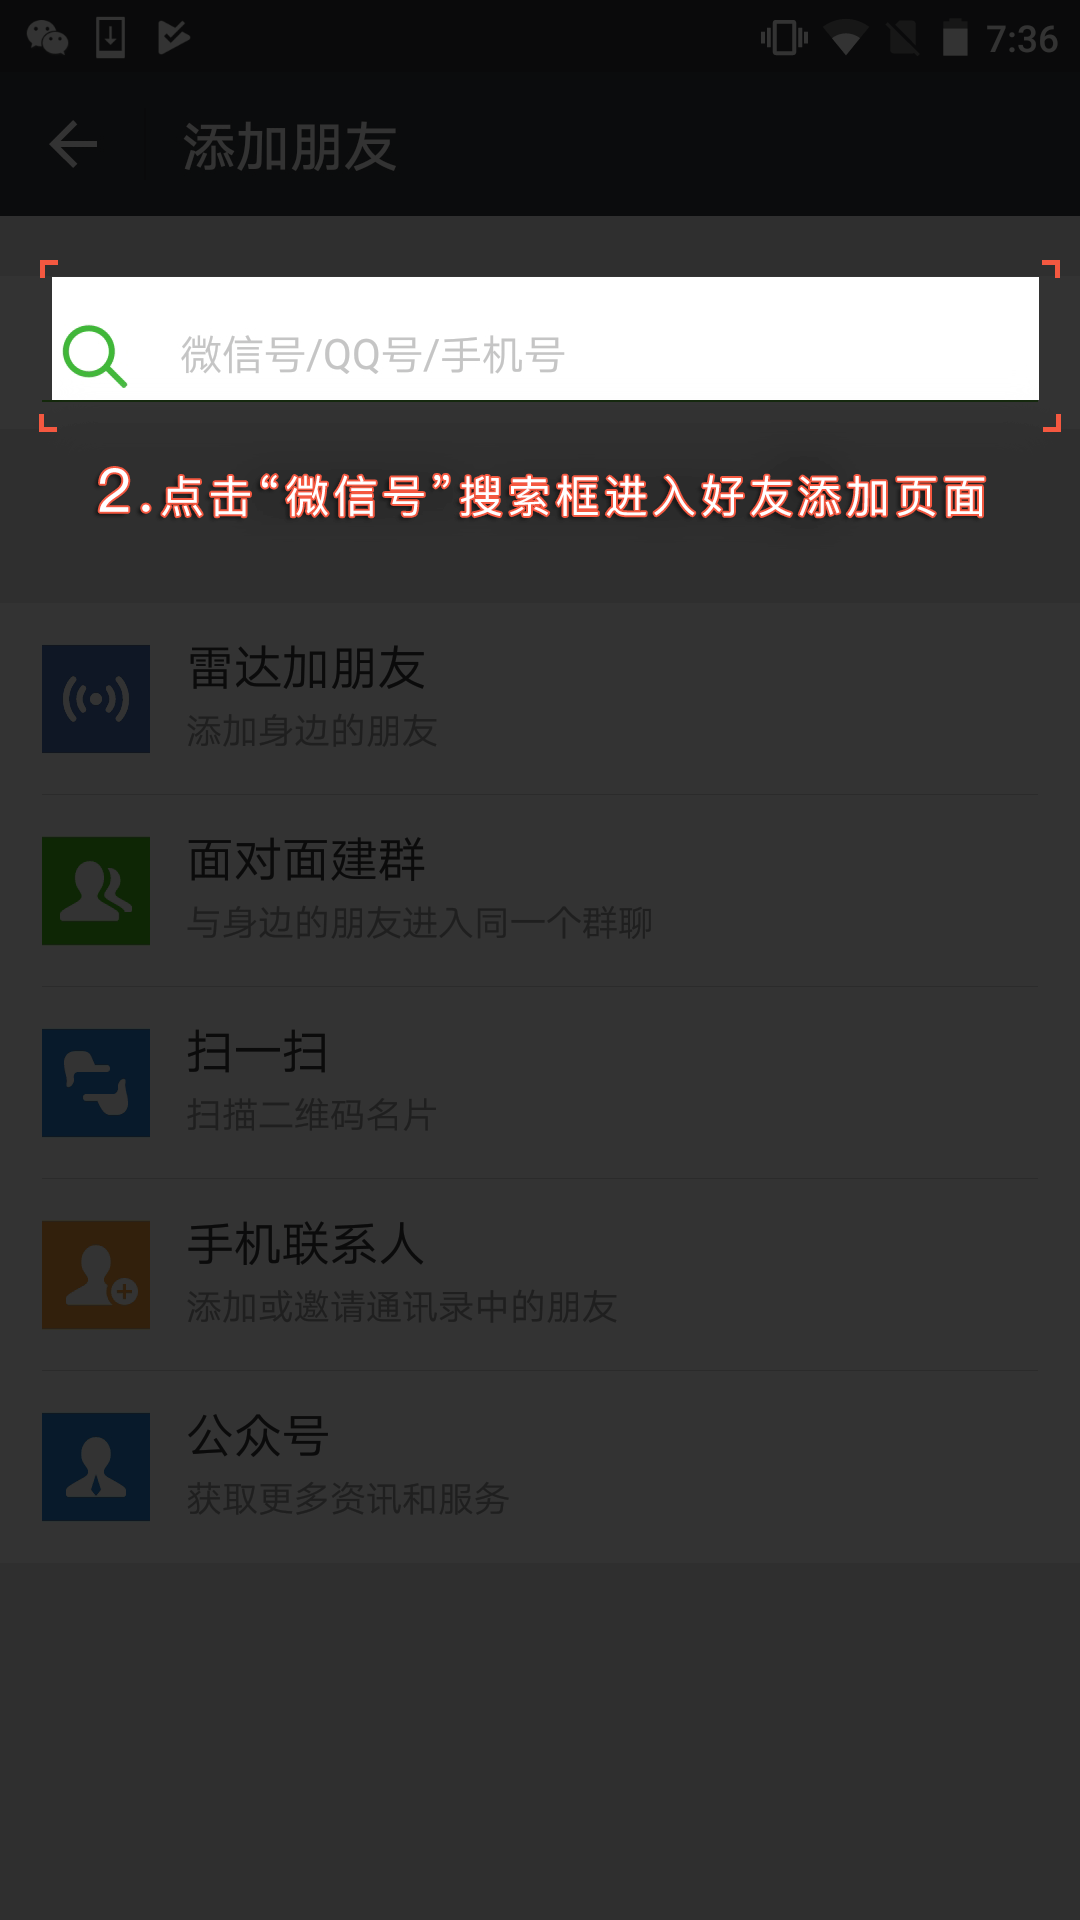 7:36
添加朋友
微信号/QQ号/手机号
2.点击“微信号”搜索框进入好友添加页面
雷达加朋友
添加身边的朋友
面对面建群
与身边的朋友进入同一个群聊
扫一扫
扫描二维码名片
手机联系人
添加或邀请通讯录中的朋友
公众号
获取更多资讯和服务